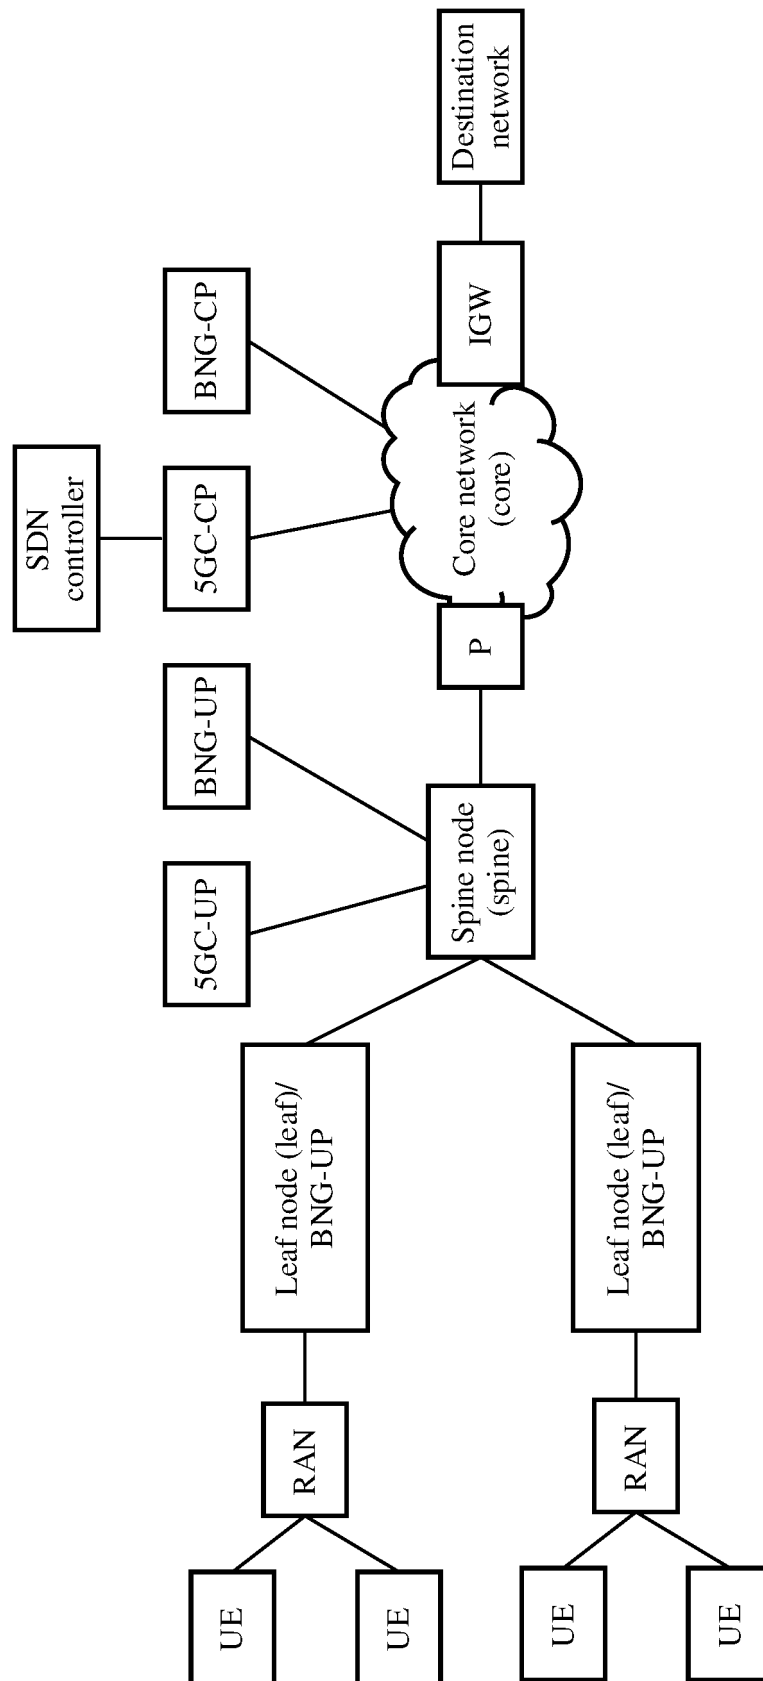 SDN
controller
5GC-UP
BNG-UP
5GC-CP
BNG-CP
UE
UE
RAN
Leaf node (leaf)/
BNG-UP
Spine node
(spine)
P
Core network
(core)
IGW
Destination
network
UE
UE
RAN
Leaf node (leaf)/
BNG-UP